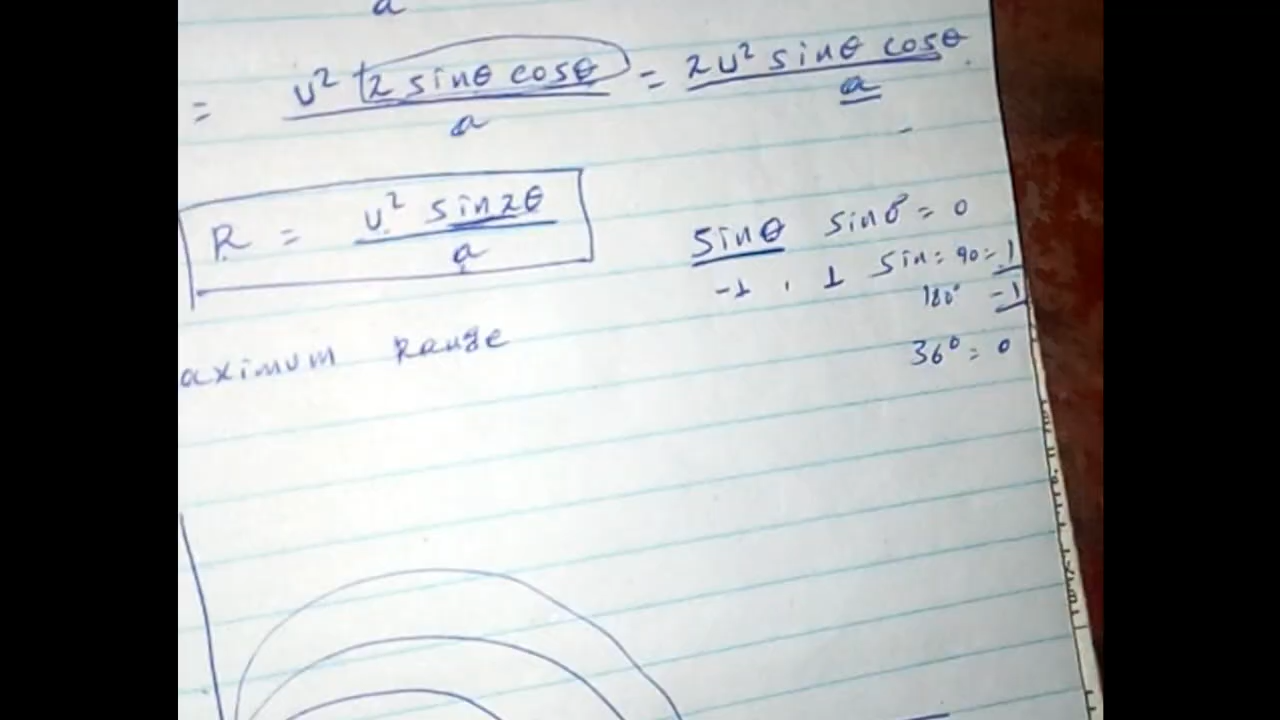 a
= u² 2 sinθ cosθ / a = 2u² sinθ cosθ / a
R = u² sin2θ / a
sinθ sin0° = 0
-1 , 1 sin = 90 = 1
180° -1
36⁰ = 0
aximum Range